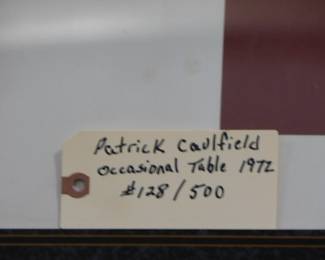 Patrick Caulfield
Occasional Table 1972
#128/500